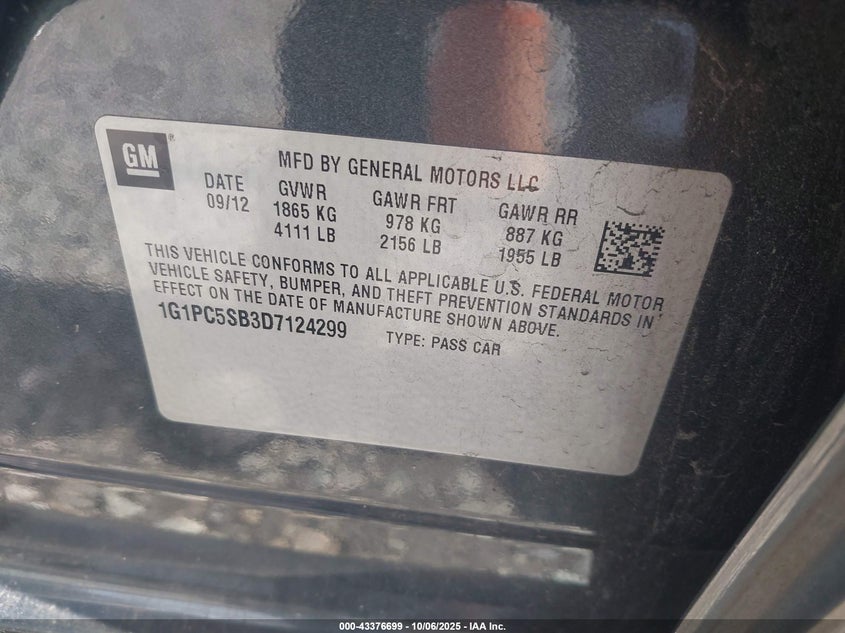 GM®
MFD BY GENERAL MOTORS LLC
DATE GVWR GAWR FRT GAWR RR
09/12 1865 KG 978 KG 887 KG
4111 LB 2156 LB 1955 LB
THIS VEHICLE CONFORMS TO ALL APPLICABLE U.S. FEDERAL MOTOR
VEHICLE SAFETY, BUMPER, AND THEFT PREVENTION STANDARDS IN
EFFECT ON THE DATE OF MANUFACTURE SHOWN ABOVE.
1G1PC5SB3D7124299 TYPE: PASS CAR
000-43376699 - 10/06/2025 - IAA Inc.